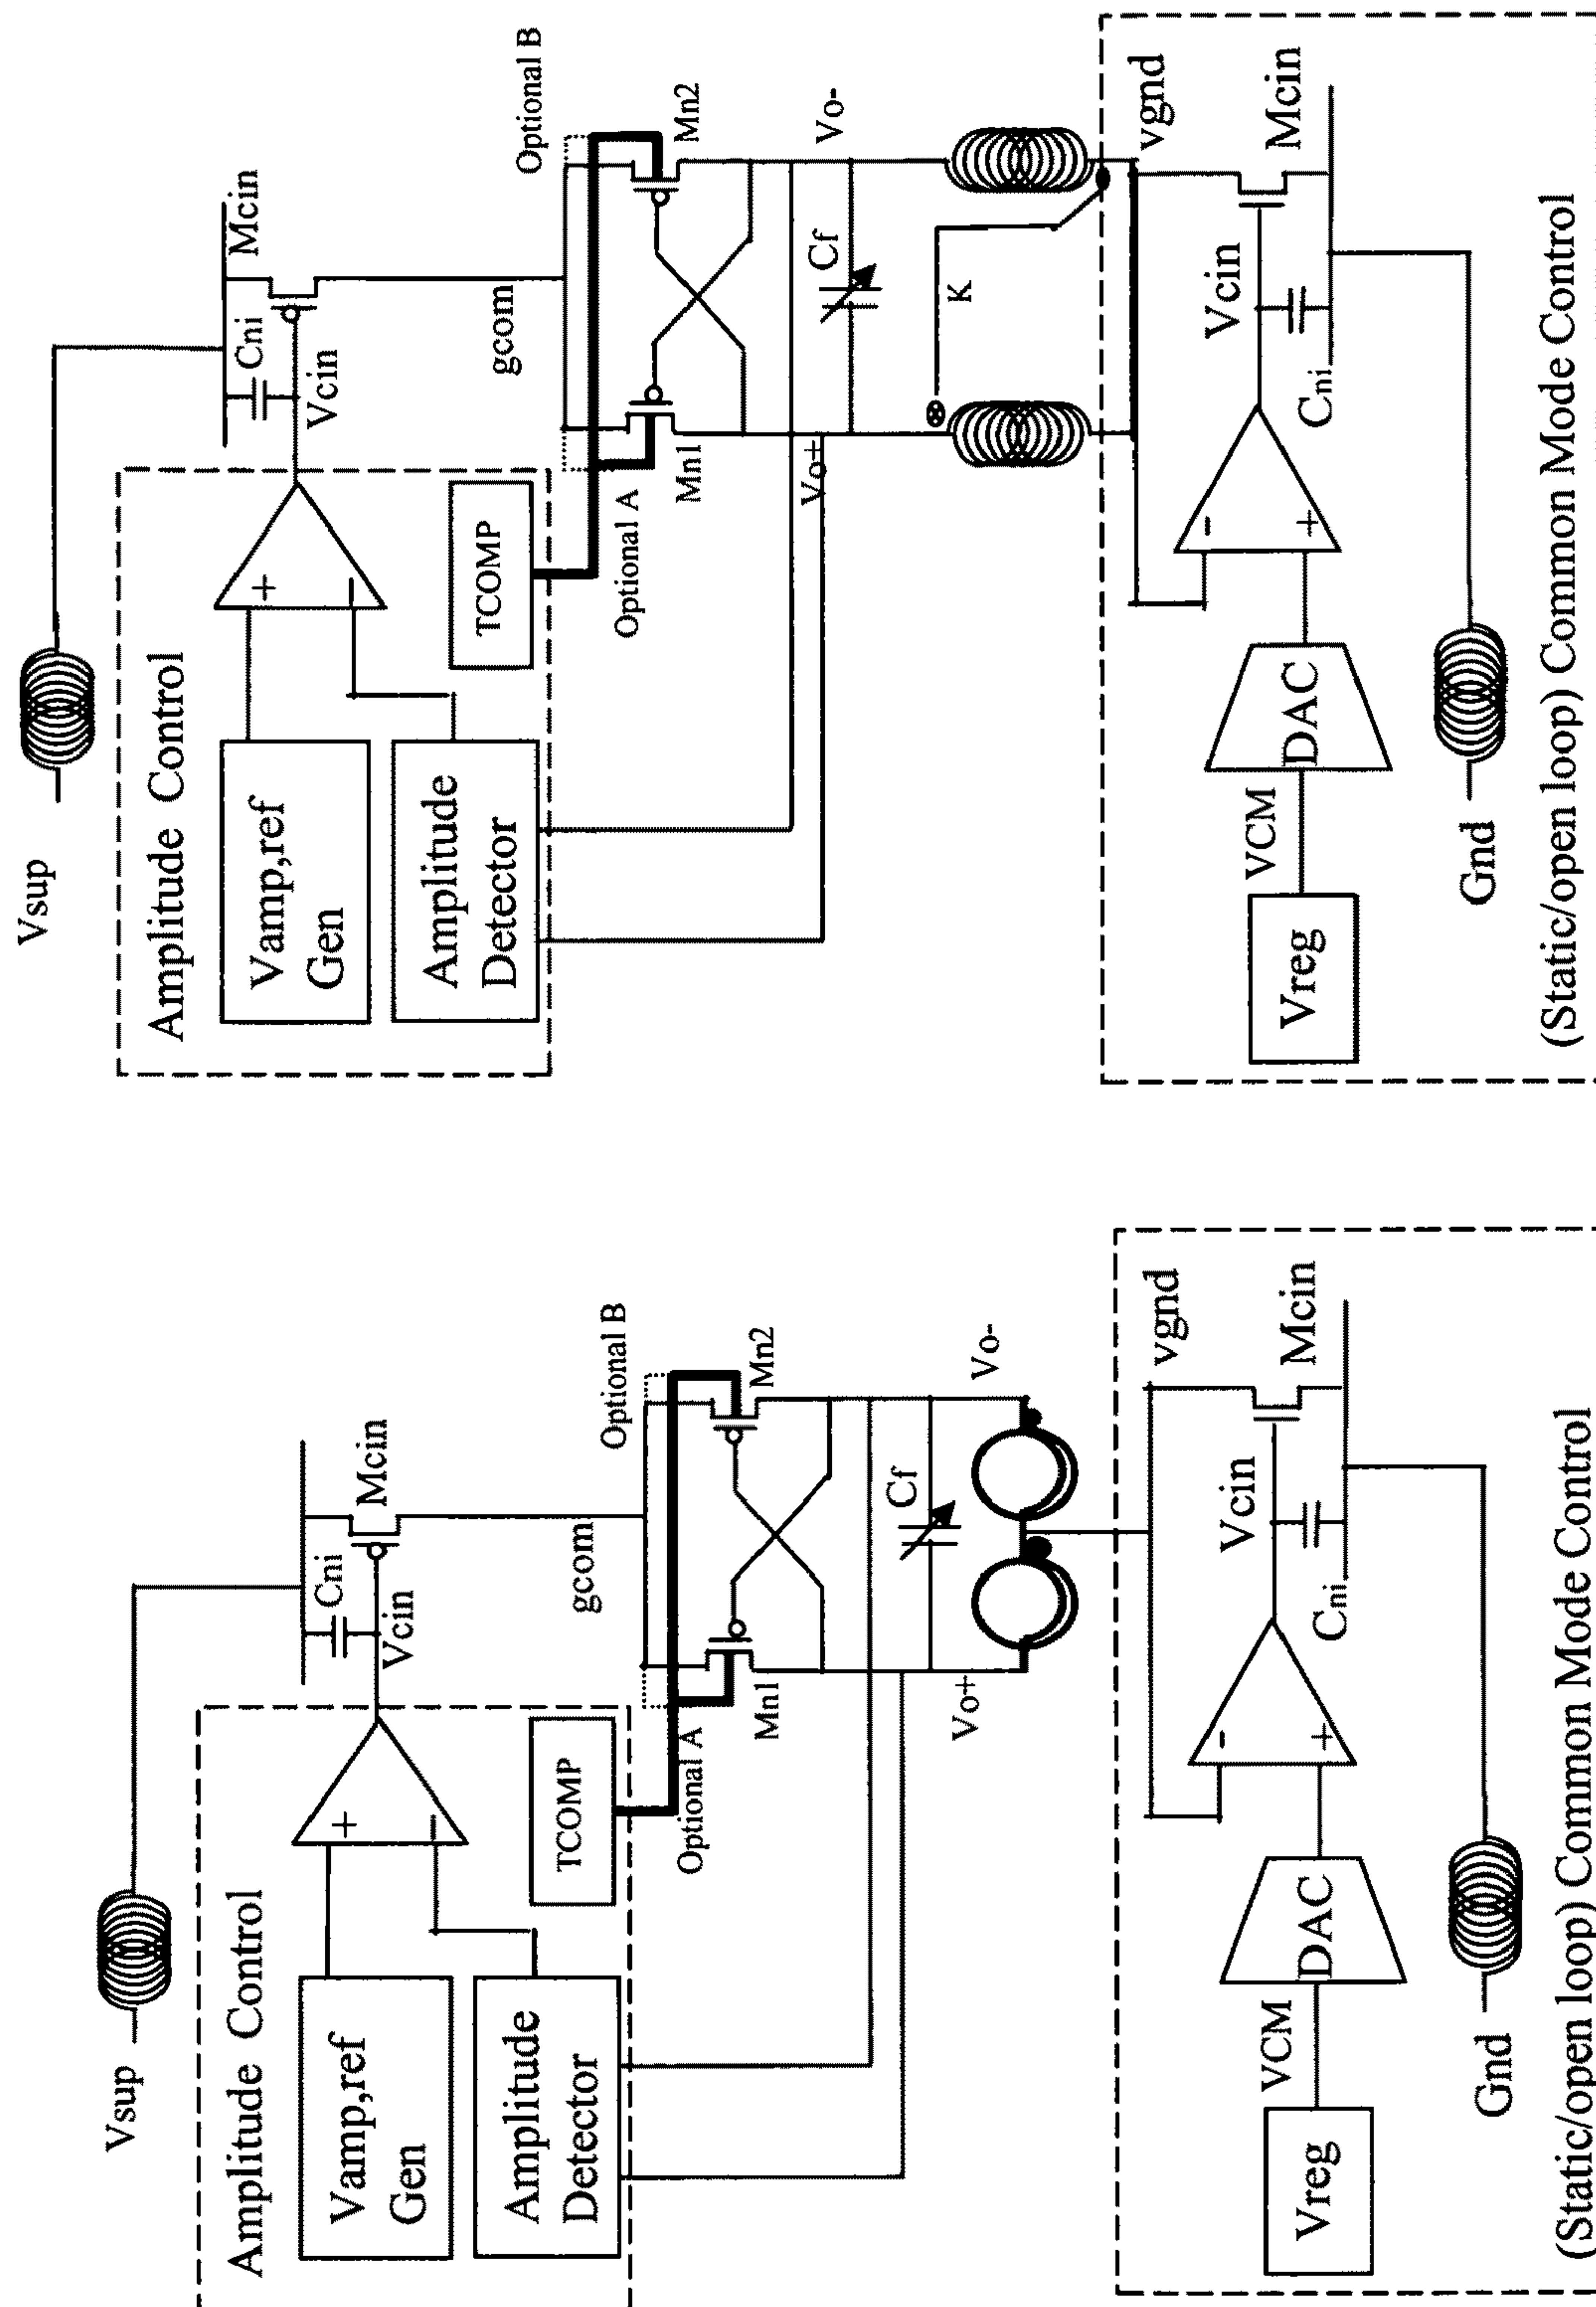 Vsup
Amplitude Control
Vamp,ref
Gen
Amplitude
Detector
+
−
TCOMP
Cni
Vcin
Mcin
gcom
Optional A
Optional B
Mn1
Mn2
Cf
Vo+
Vo-
vgnd
Vreg
VCM
DAC
-
+
Vcin
Cni
Mcin
Gnd
(Static/open loop) Common Mode Control
Vsup
Amplitude Control
Vamp,ref
Gen
Amplitude
Detector
+
−
TCOMP
Cni
Vcin
Mcin
gcom
Optional A
Optional B
Mn1
Mn2
Cf
Vo+
Vo-
K
vgnd
Vreg
VCM
DAC
-
+
Vcin
Cni
Mcin
Gnd
(Static/open loop) Common Mode Control